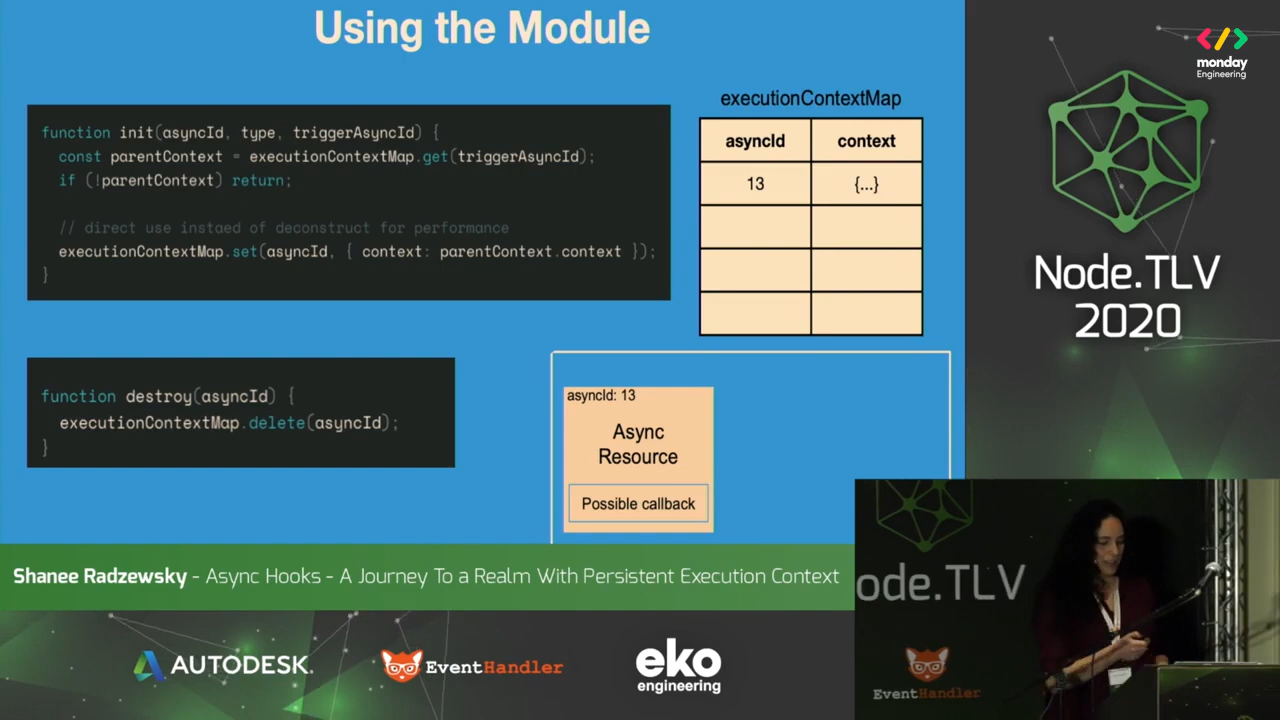 Using the Module
function init(asyncId, type, triggerAsyncId) {
const parentContext = executionContextMap.get(triggerAsyncId);
if (!parentContext) return;
// direct use instaed of deconstruct for performance
executionContextMap.set(asyncId, { context: parentContext.context });
}
executionContextMap
asyncId context
13 {...}
function destroy(asyncId) {
executionContextMap.delete(asyncId);
}
asyncId: 13
Async
Resource
Possible callback
monday
Engineering
Node.TLV
2020
Shanee Radzewsky - Async Hooks - A Journey To a Realm With Persistent Execution Context
AUTODESK.
EventHandler
eko
engineering
ode.TLV
EventHandler